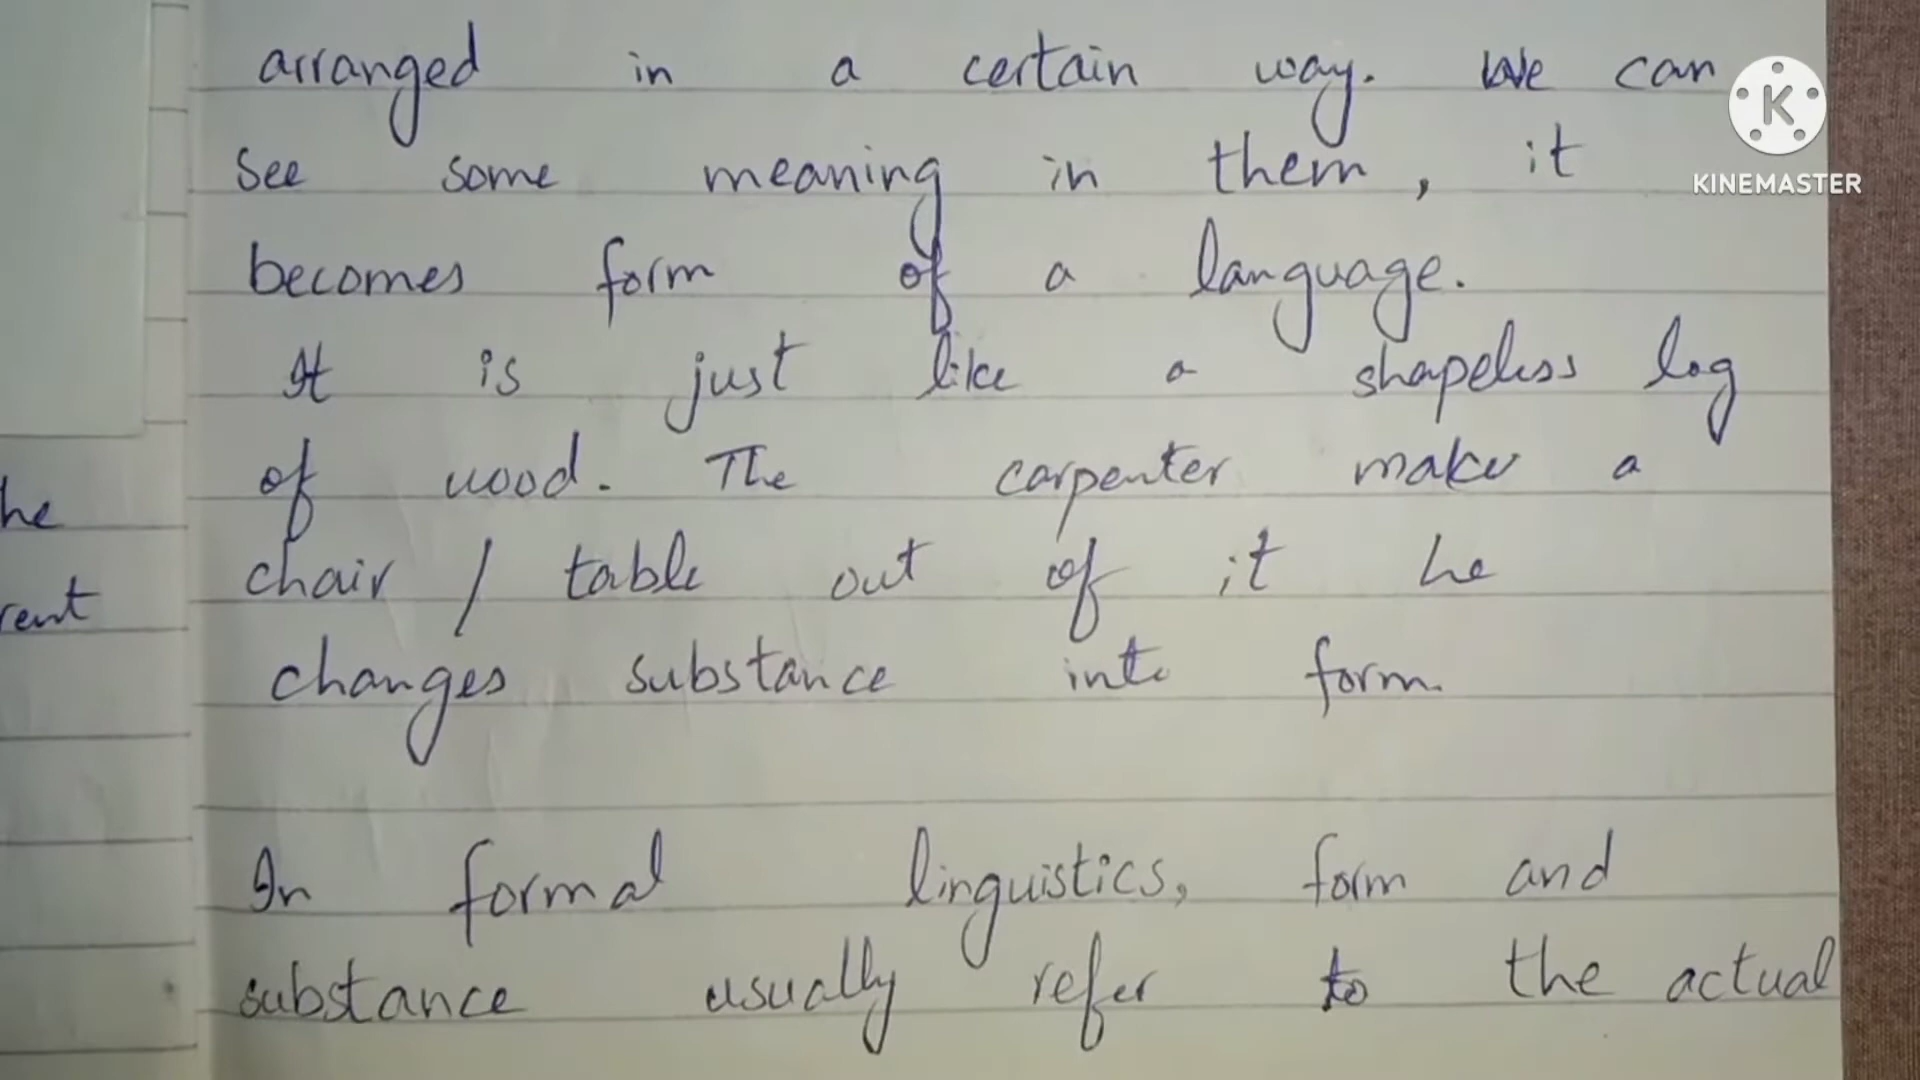 arranged in a certain way. We can
see some meaning in them, it
becomes form of a language.
It is just like a shapeless log
of wood. The carpenter make a
chair / table out of it he
changes substance into form.
In formal linguistics, form and
substance usually refer to the actual
he
rent
KINEMASTER